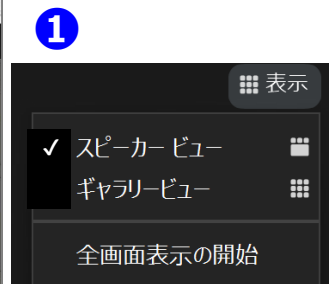 1
表示
✓ スピーカー ビュー
ギャラリービュー
全画面表示の開始